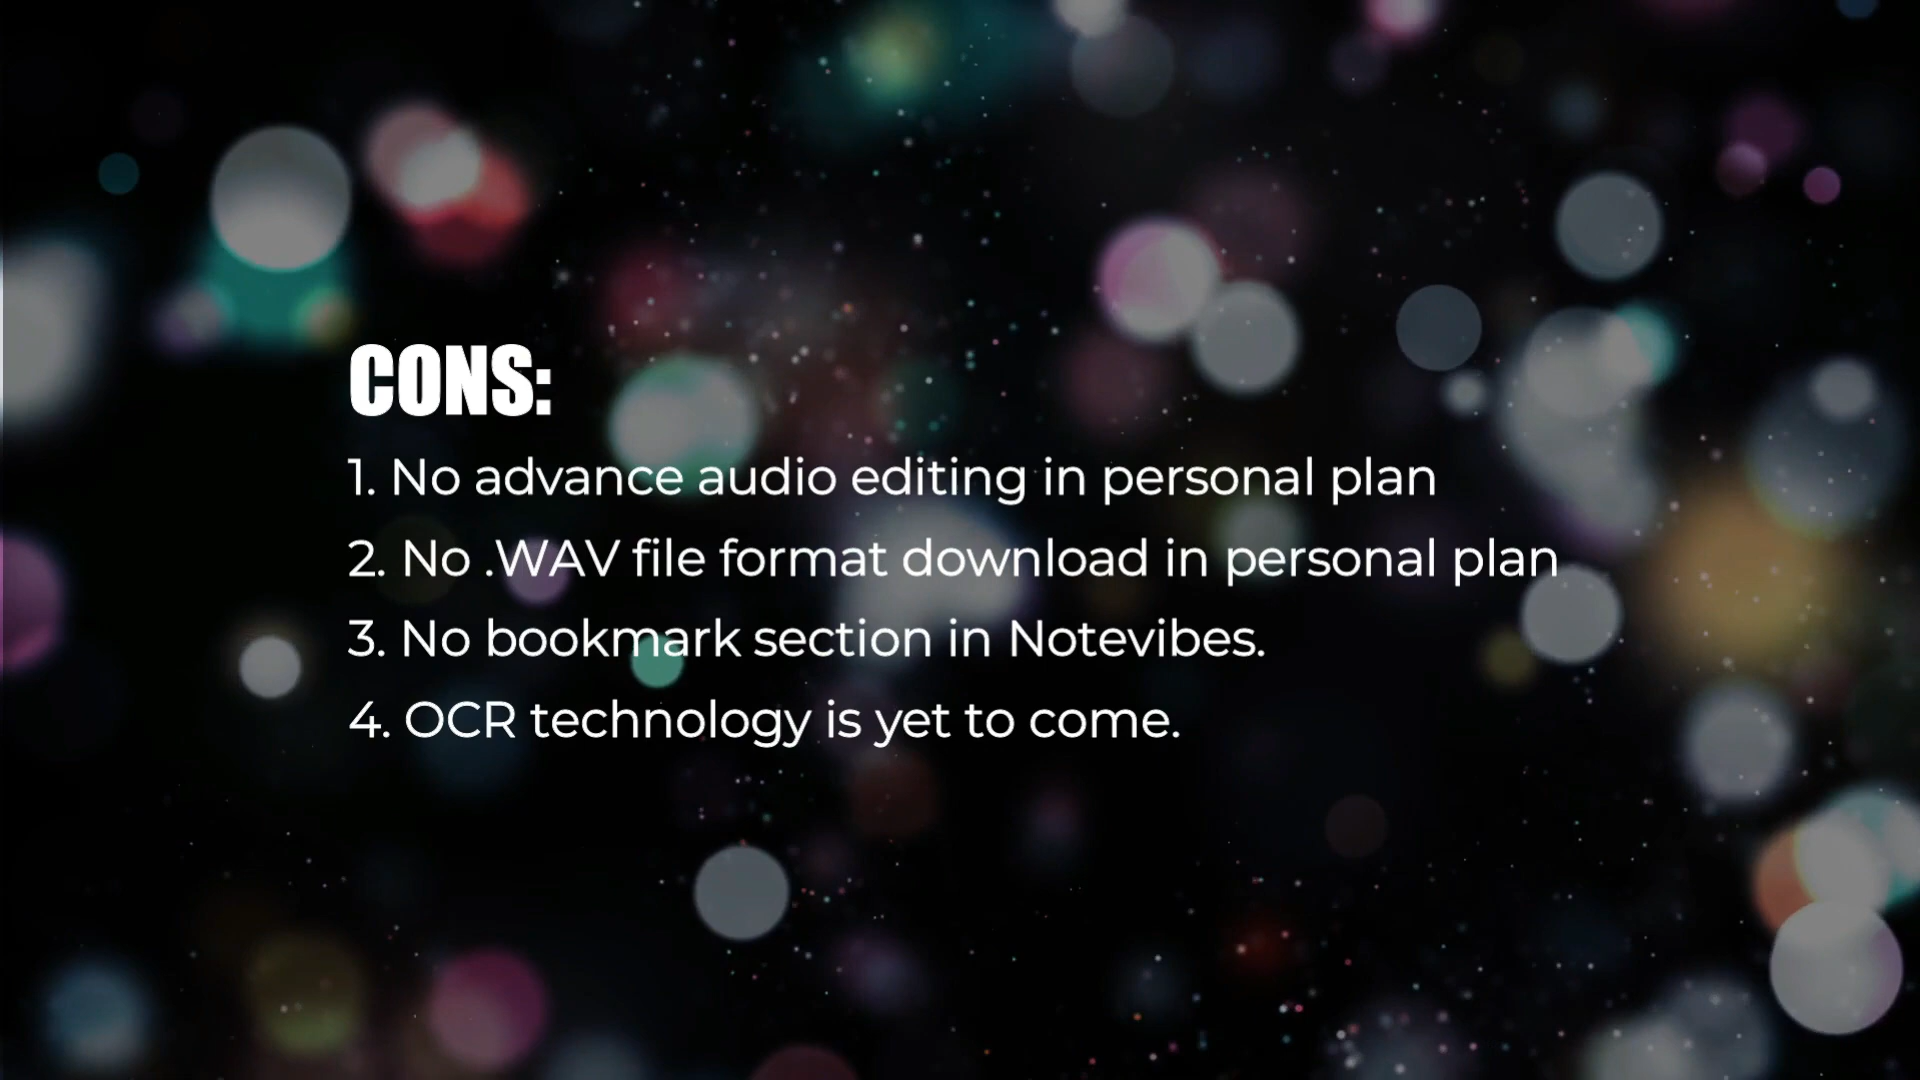 CONS:
1. No advance audio editing in personal plan
2. No .WAV file format download in personal plan
3. No bookmark section in Notevibes.
4. OCR technology is yet to come.